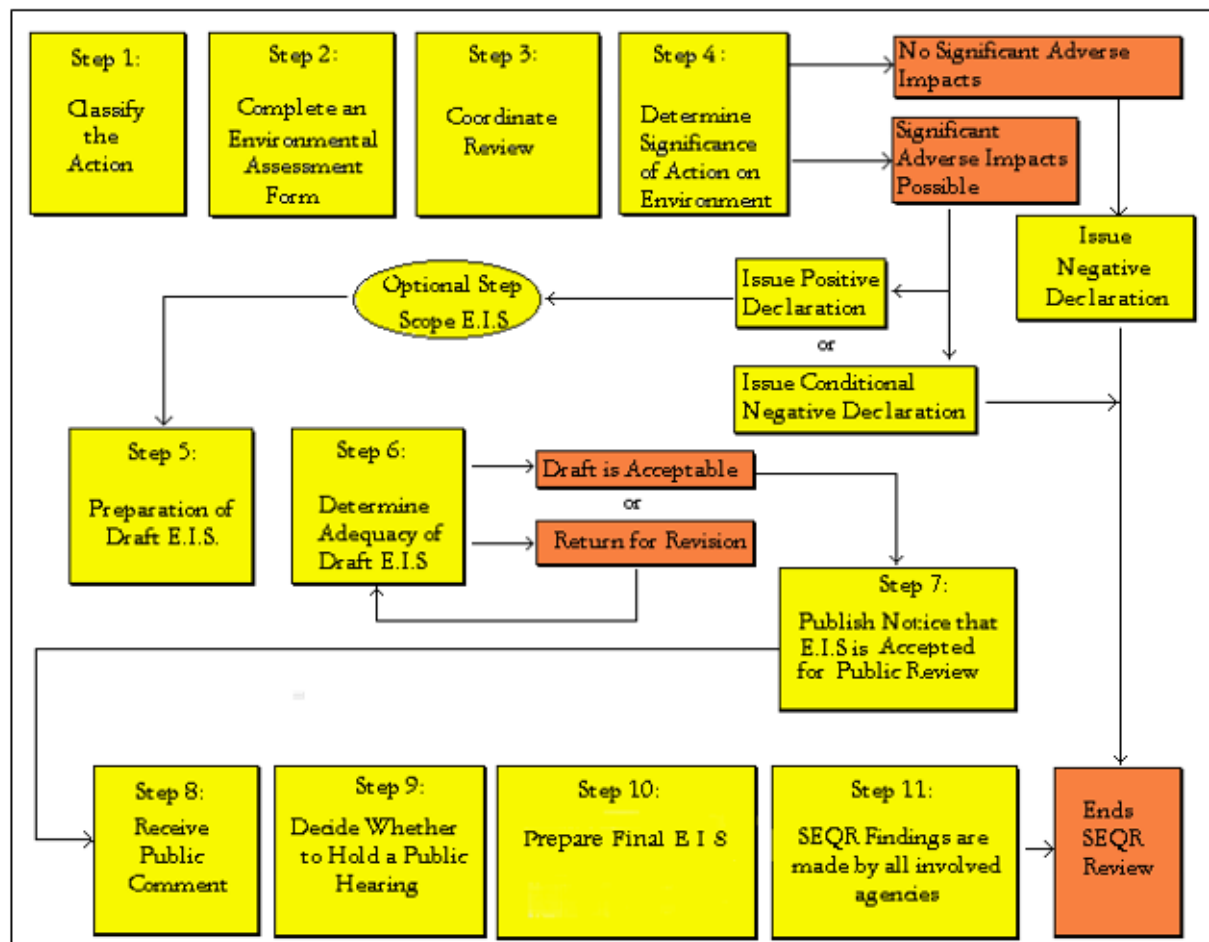 Step 1:
Classify
the
Action
Step 2:
Complete an
Environmental
Assessment
Form
Step 3:
Coordinate
Review
Step 4:
Determine
Significance
of Action on
Environment
No Significant Adverse
Impacts
Significant
Adverse Impacts
Possible
Issue
Negative
Declaration
Issue Positive
Declaration
or
Issue Conditional
Negative Declaration
Optional Step
Scope E.I.S
Step 5:
Preparation of
Draft E.I.S.
Step 6:
Determine
Adequacy of
Draft E.I.S
Draft is Acceptable
or
Return for Revision
Step 7:
Publish Notice that
E.I.S is Accepted
for Public Review
Step 8:
Receive
Public
Comment
Step 9:
Decide Whether
to Hold a Public
Hearing
Step 10:
Prepare Final E I S
Step 11:
SEQR Findings are
made by all involved
agencies
Ends
SEQR
Review